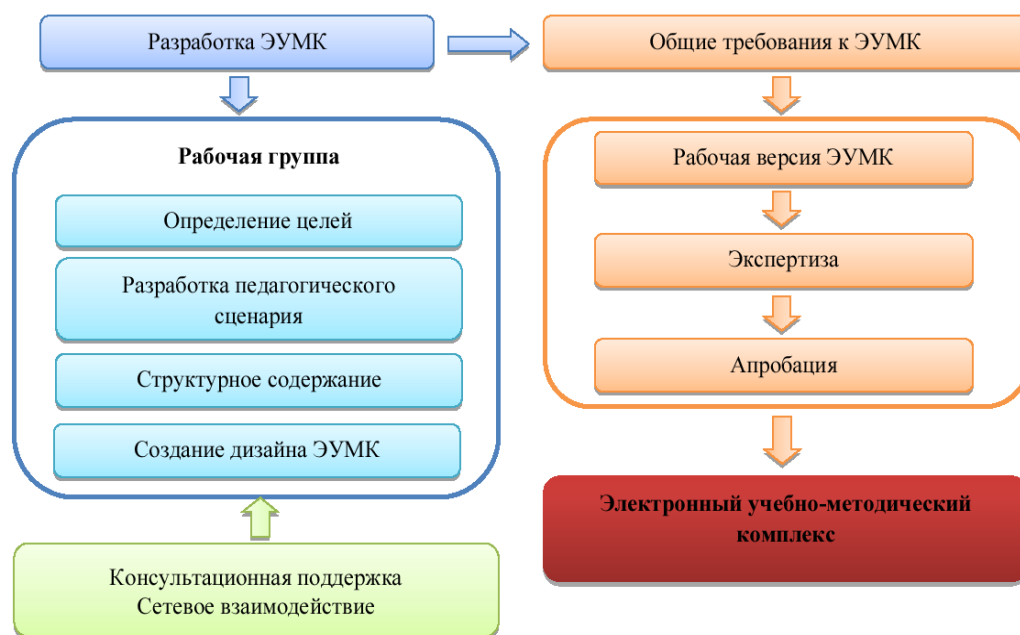 Разработка ЭУМК
Общие требования к ЭУМК
Рабочая группа
Определение целей
Разработка педагогического
сценария
Структурное содержание
Создание дизайна ЭУМК
Консультационная поддержка
Сетевое взаимодействие
Рабочая версия ЭУМК
Экспертиза
Апробация
Электронный учебно-методический
комплекс